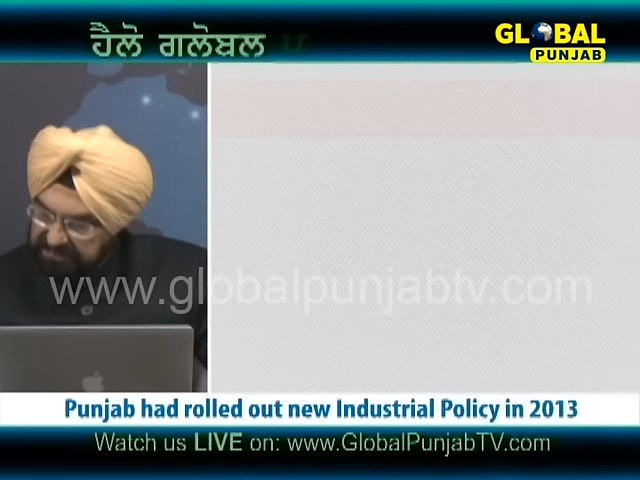 ਹੈਲੋ ਗਲੋਬਲ ਪ
GLOBAL
PUNJAB
www.globalpunjabtv.com
Punjab had rolled out new Industrial Policy in 2013
Watch us LIVE on: www.GlobalPunjabTV.com